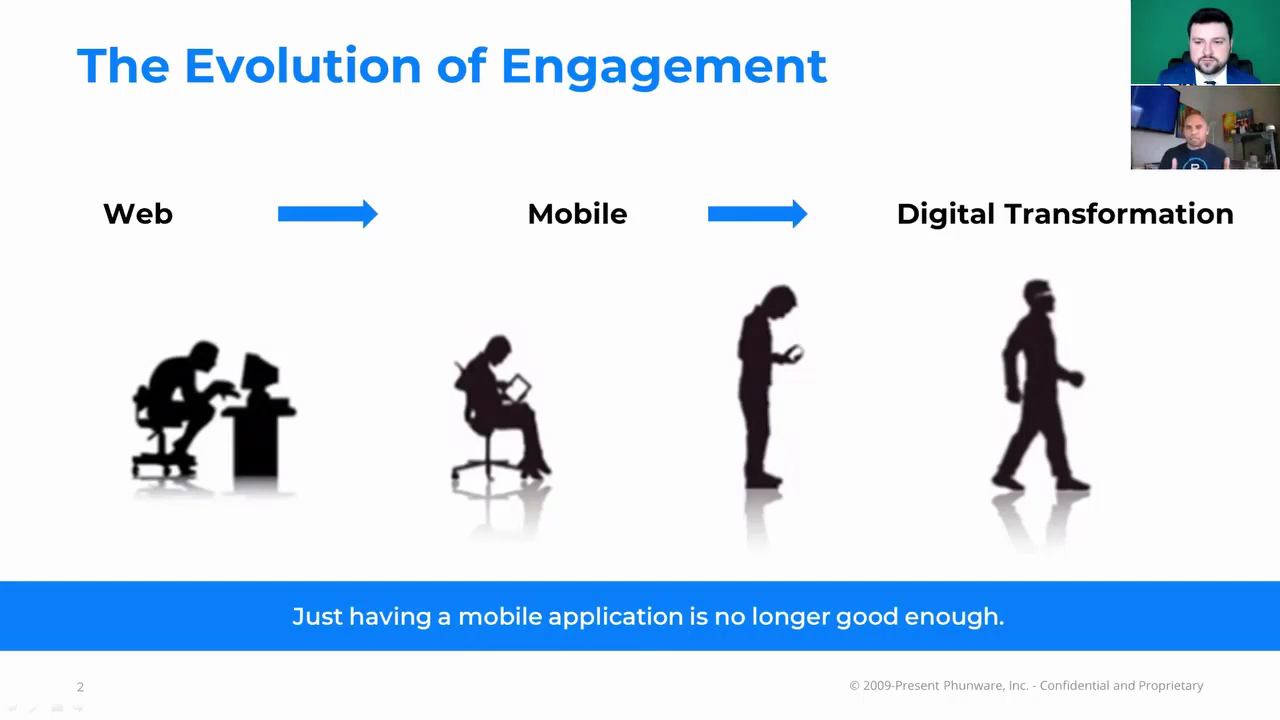 The Evolution of Engagement
Web
Mobile
Digital Transformation
Just having a mobile application is no longer good enough.
2
© 2009-Present Phunware, Inc. - Confidential and Proprietary